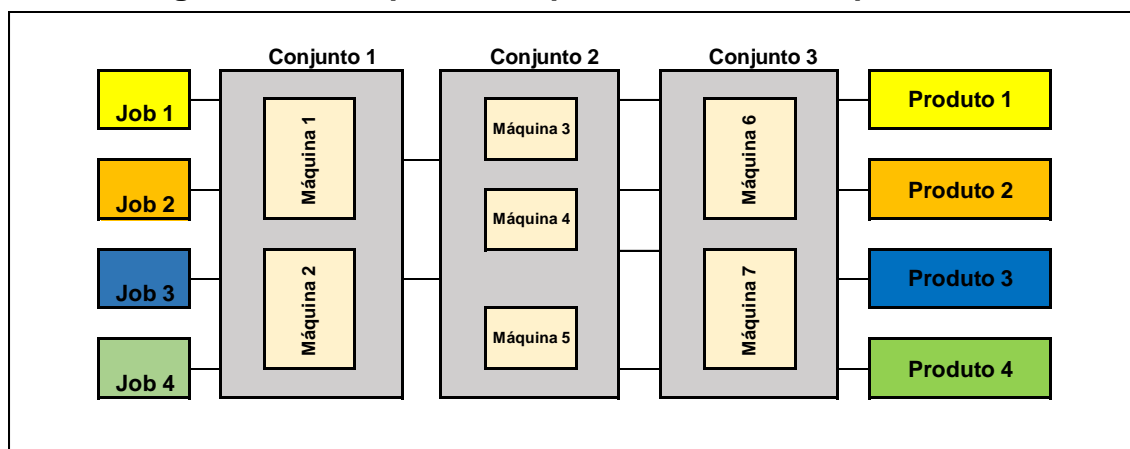 Conjunto 1
Conjunto 2
Conjunto 3
Job 1
Job 2
Job 3
Job 4
Máquina 1
Máquina 2
Máquina 3
Máquina 4
Máquina 5
Máquina 6
Máquina 7
Produto 1
Produto 2
Produto 3
Produto 4